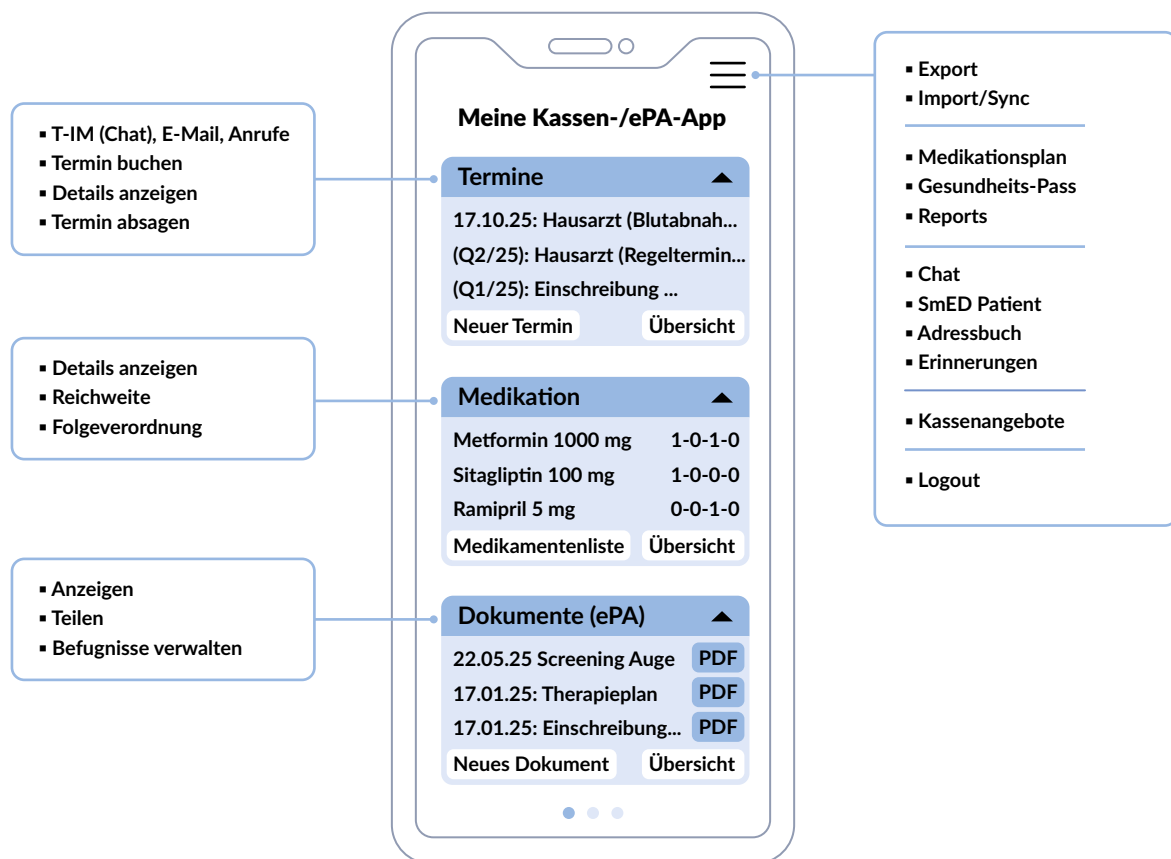 ▪ T-IM (Chat), E-Mail, Anrufe
▪ Termin buchen
▪ Details anzeigen
▪ Termin absagen
▪ Details anzeigen
▪ Reichweite
▪ Folgeverordnung
▪ Anzeigen
▪ Teilen
▪ Befugnisse verwalten
Meine Kassen-/ePA-App
Termine
17.10.25: Hausarzt (Blutabnah...
(Q2/25): Hausarzt (Regeltermin...
(Q1/25): Einschreibung ...
Neuer Termin Übersicht
Medikation
Metformin 1000 mg 1-0-1-0
Sitagliptin 100 mg 1-0-0-0
Ramipril 5 mg 0-0-1-0
Medikamentenliste Übersicht
Dokumente (ePA)
22.05.25 Screening Auge PDF
17.01.25: Therapieplan PDF
17.01.25: Einschreibung... PDF
Neues Dokument Übersicht
▪ Export
▪ Import/Sync
▪ Medikationsplan
▪ Gesundheits-Pass
▪ Reports
▪ Chat
▪ SmED Patient
▪ Adressbuch
▪ Erinnerungen
▪ Kassenangebote
▪ Logout